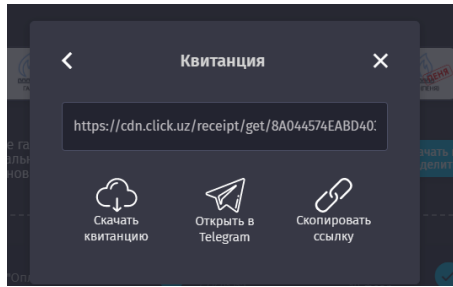 Квитанция
https://cdn.click.uz/receipt/get/8A044574EABD40
Скачать
квитанцию
Открыть в
Telegram
Скопировать
ссылку